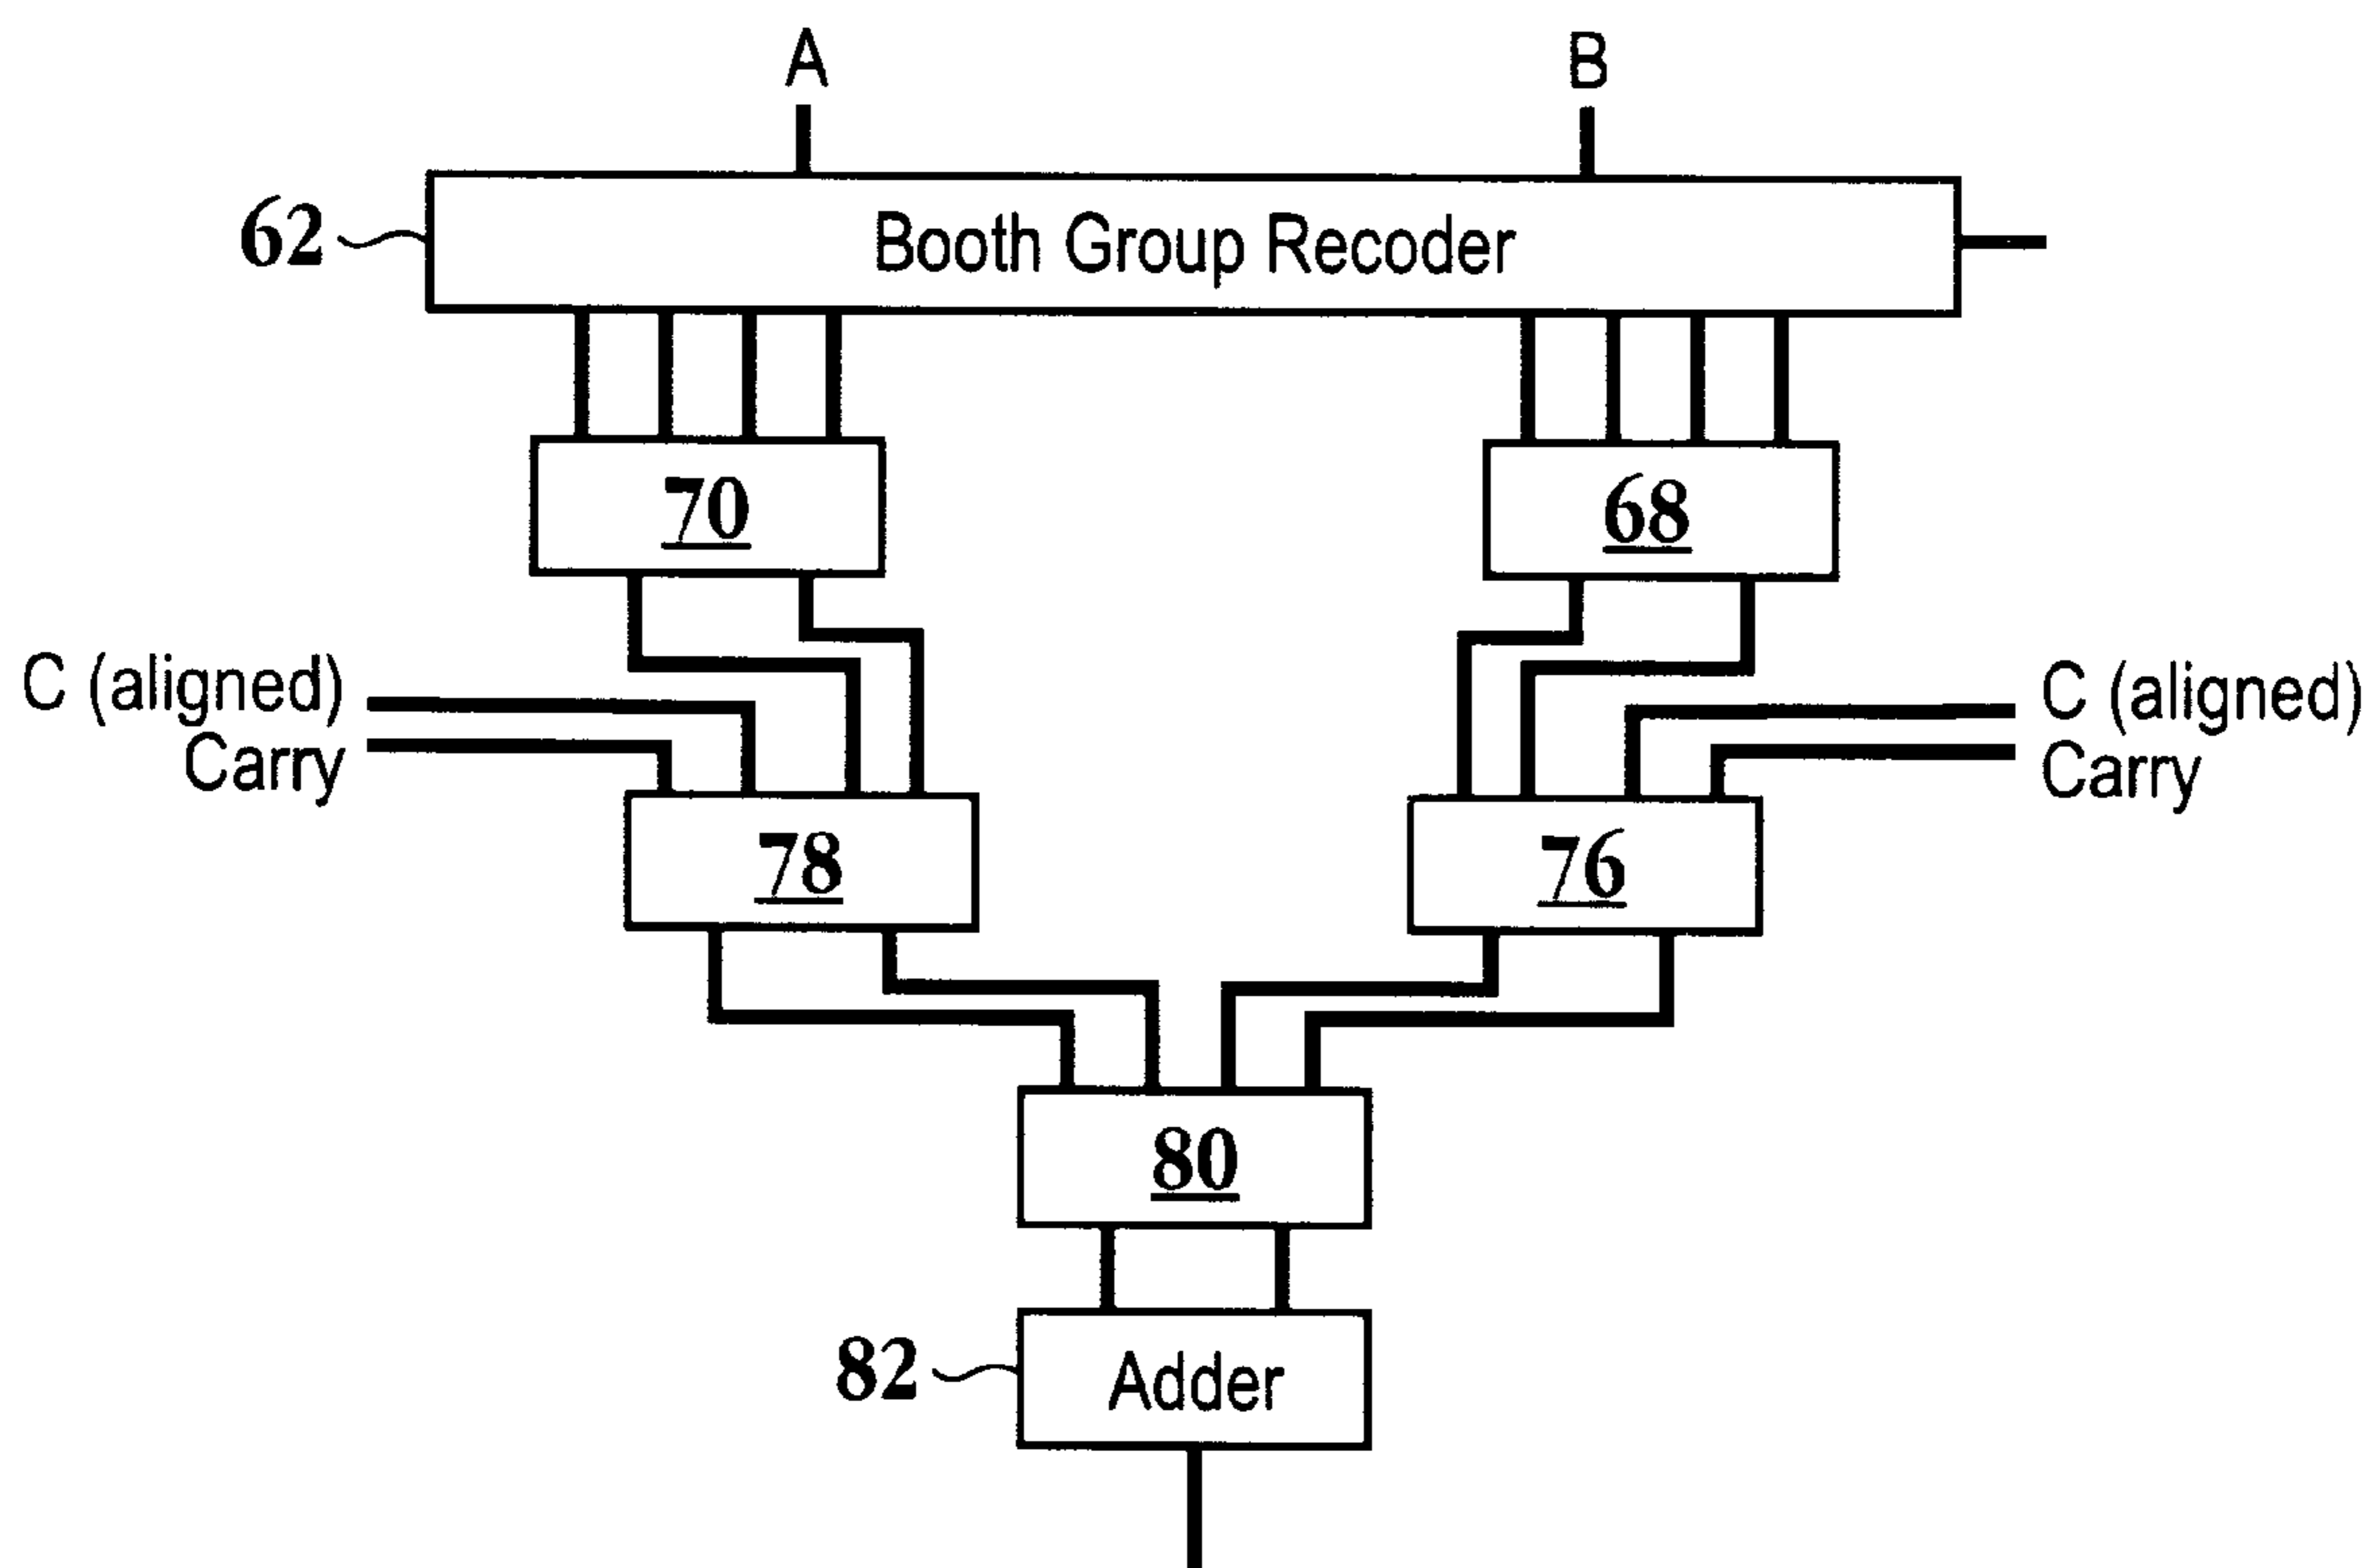 A
B
62
Booth Group Recoder
70
68
C (aligned)
Carry
C (aligned)
Carry
78
76
80
82
Adder